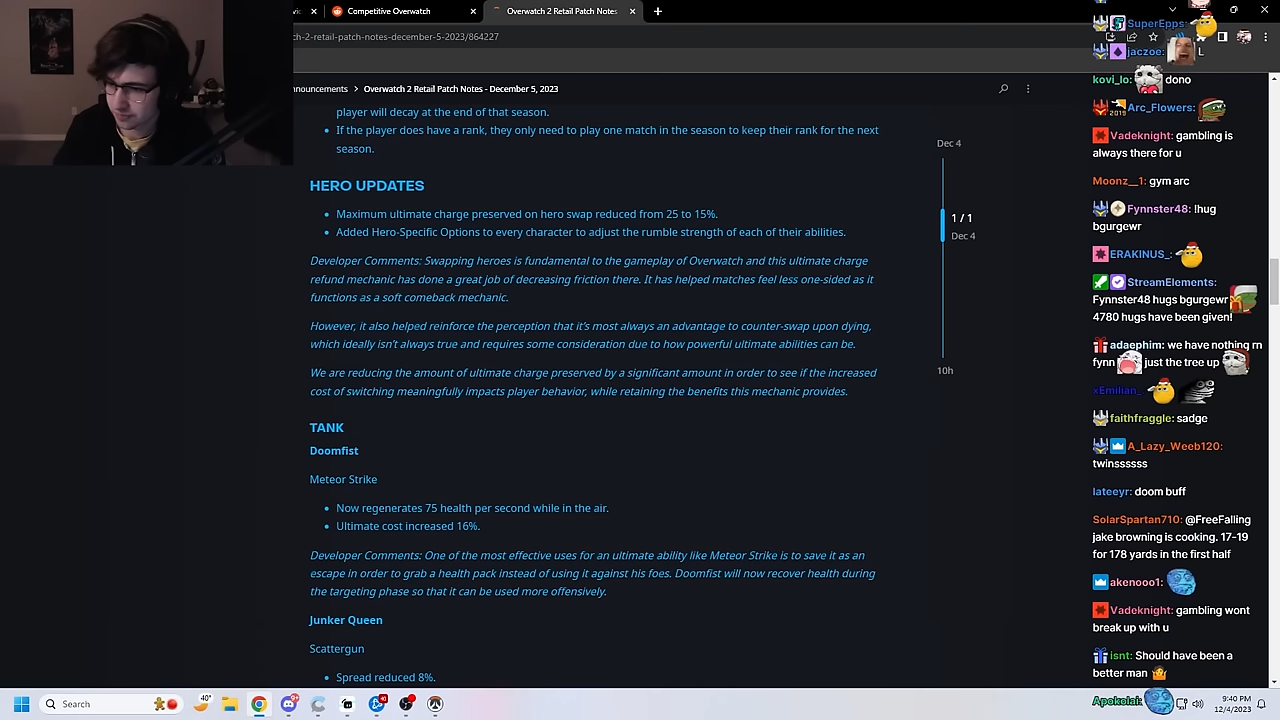 Competitive Overwatch
Overwatch 2 Retail Patch Notes
ch-2-retail-patch-notes-
announcements > Overwatch 2 Retail Patch Notes - December 5, 2023
player will decay at the end of that season.
If the player does have a rank, they only need to play one match in the season to keep their rank for the next
season.
HERO UPDATES
Maximum ultimate charge preserved on hero swap reduced from 25 to 15%.
Added Hero-Specific Options to every character to adjust the rumble strength of each of their abilities.
Developer Comments: Swapping heroes is fundamental to the gameplay of Overwatch and this ultimate charge
refund mechanic has done a great job of decreasing friction there. It has helped matches feel less one-sided as it
functions as a soft comeback mechanic.
However, it also helped reinforce the perception that it's most always an advantage to counter-swap upon dying,
which ideally isn't always true and requires some consideration due to how powerful ultimate abilities can be.
We are reducing the amount of ultimate charge preserved by a significant amount in order to see if the increased
cost of switching meaningfully impacts player behavior, while retaining the benefits this mechanic provides.
TANK
Doomfist
Meteor Strike
Now regenerates 75 health per second while in the air.
Ultimate cost increased 16%.
Developer Comments: One of the most effective uses for an ultimate ability like Meteor Strike is to save it as an
escape in order to grab a health pack instead of using it against his foes. Doomfist will now recover health during
the targeting phase so that it can be used more offensively.
Junker Queen
Scattergun
Spread reduced 8%.
Dec 4
1 / 1
Dec 4
10h
SuperEpps:
jaczoe: L
kovi_lo: dono
Arc_Flowers:
Vadeknight: gambling is
always there for u
Moonz__1: gym arc
Fynnster48: !hug
bgurgewr
ERAKINUS_:
StreamElements:
Fynnster48 hugs bgurgewr
4780 hugs have been given!
adaephim: we have nothing rn
fynn just the tree up
xEmilian_:
faithfraggle: sadge
A_Lazy_Weeb120:
twinssssss
lateeyr: doom buff
SolarSpartan710: @FreeFalling
jake browning is cooking. 17-19
for 178 yards in the first half
akenooo1:
Vadeknight: gambling wont
break up with u
isnt: Should have been a
better man
Apokolai:
Search
40°
9:40 PM
12/4/2023